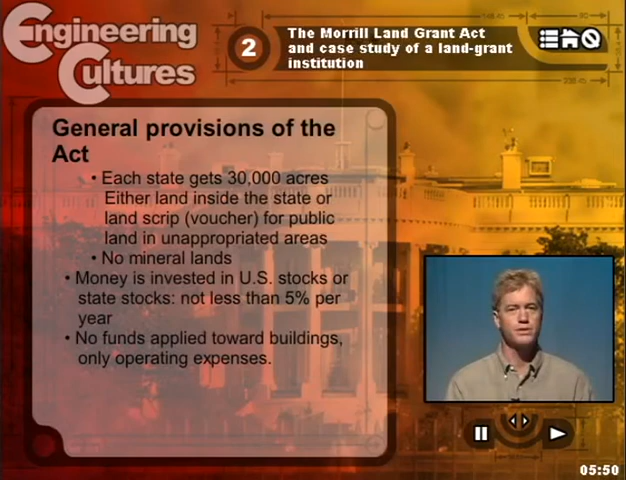 Engineering
Cultures
2
The Morrill Land Grant Act
and case study of a land-grant
institution
General provisions of the
Act
• Each state gets 30,000 acres
Either land inside the state or
land scrip (voucher) for public
land in unappropriated areas
• No mineral lands
• Money is invested in U.S. stocks or
state stocks: not less than 5% per
year
• No funds applied toward buildings,
only operating expenses.
05:50